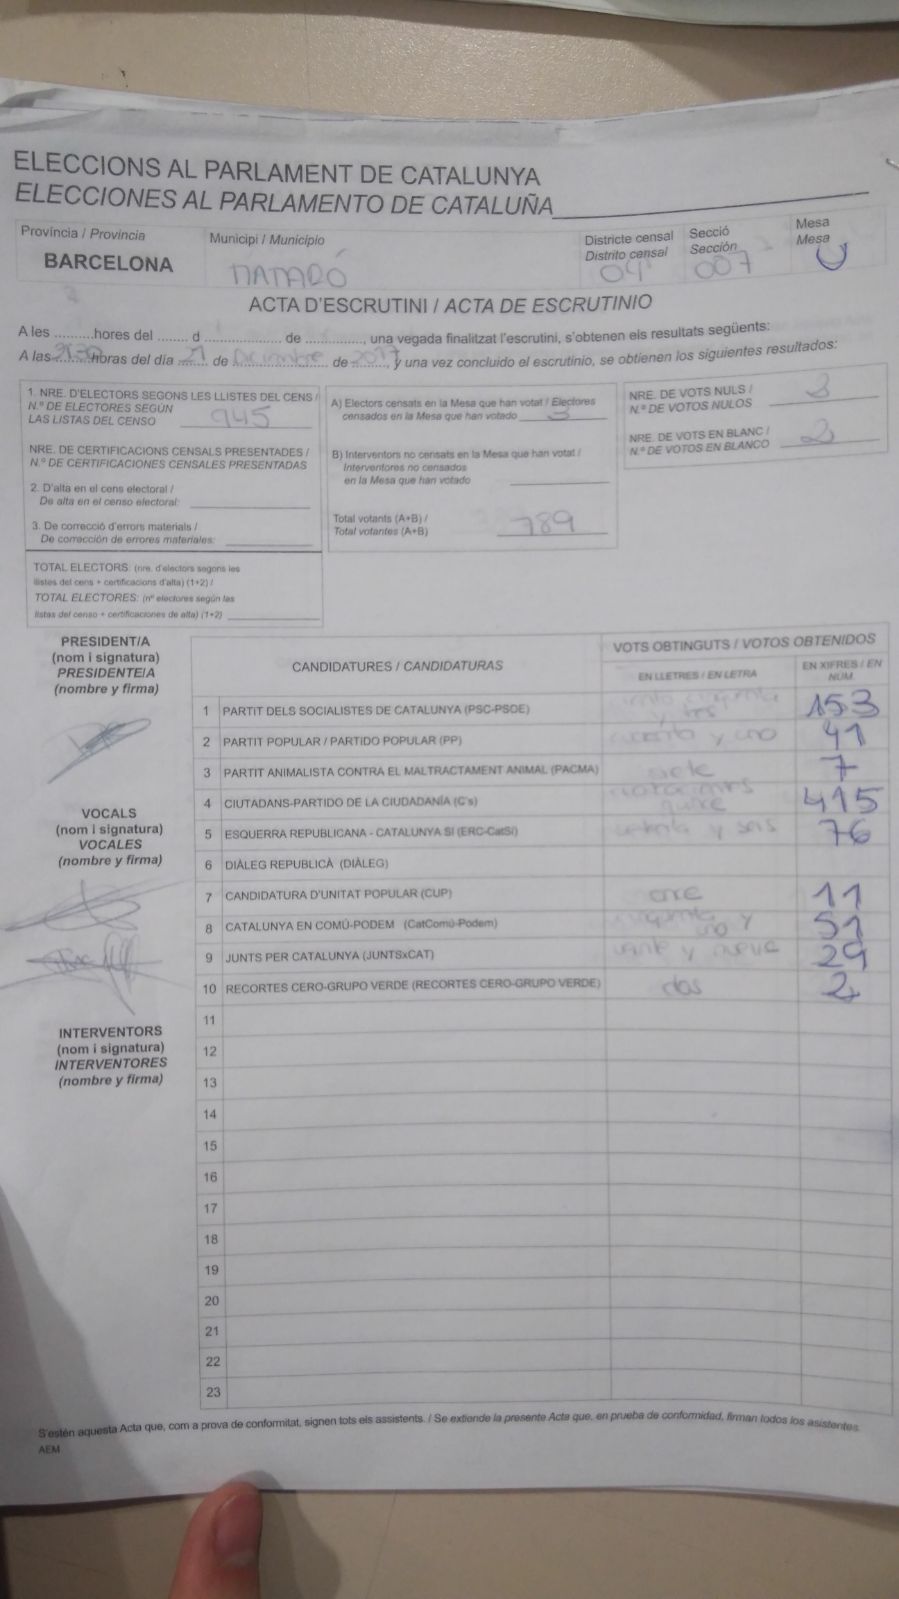 ELECCIONS AL PARLAMENT DE CATALUNYA
ELECCIONES AL PARLAMENTO DE CATALUÑA
Província / Provincia
Municipi / Municipio
Districte censal
Distrito censal
Secció
Sección
Mesa
Mesa
BARCELONA
MATARÓ
04
007
U
ACTA D'ESCRUTINI / ACTA DE ESCRUTINIO
A les ..........hores del ........ d ...................... de ..............., una vegada finalitzat l'escrutini, s'obtenen els resultats següents:
A las 21:30 horas del día 21 de Diciembre de 2017, y una vez concluido el escrutinio, se obtienen los siguientes resultados:
1. NRE. D'ELECTORS SEGONS LES LLISTES DEL CENS /
N.º DE ELECTORES SEGÚN
LAS LISTAS DEL CENSO 945
NRE. DE CERTIFICACIONS CENSALS PRESENTADES /
N.º DE CERTIFICACIONES CENSALES PRESENTADAS
2. D'alta en el cens electoral /
De alta en el censo electoral:
3. De correcció d'errors materials /
De corrección de errores materiales:
TOTAL ELECTORS: (nre. d'electors segons les
llistes del cens + certificacions d'alta) (1+2) /
TOTAL ELECTORES: (nº electores según las
listas del censo + certificaciones de alta) (1+2)
A) Electors censats en la Mesa que han votat / Electores
censados en la Mesa que han votado 3
B) Interventors no censats en la Mesa que han votat /
Interventores no censados
en la Mesa que han votado
Total votants (A+B) /
Total votantes (A+B) 789
NRE. DE VOTS NULS /
N.º DE VOTOS NULOS
NRE. DE VOTS EN BLANC /
N.º DE VOTOS EN BLANCO 2
PRESIDENT/A
(nom i signatura)
PRESIDENTE/A
(nombre y firma)
VOCALS
(nom i signatura)
VOCALES
(nombre y firma)
INTERVENTORS
(nom i signatura)
INTERVENTORES
(nombre y firma)
CANDIDATURES / CANDIDATURAS
VOTS OBTINGUTS / VOTOS OBTENIDOS
EN LLETRES / EN LETRA
EN XIFRES / EN
NÚM.
1 PARTIT DELS SOCIALISTES DE CATALUNYA (PSC-PSOE) ciento cincuenta y tres 153
2 PARTIT POPULAR / PARTIDO POPULAR (PP) cuarenta y uno 41
3 PARTIT ANIMALISTA CONTRA EL MALTRACTAMENT ANIMAL (PACMA) siete 7
4 CIUTADANS-PARTIDO DE LA CIUDADANÍA (C's) cuatrocientos quince 415
5 ESQUERRA REPUBLICANA - CATALUNYA SÍ (ERC-CatSí) setenta y seis 76
6 DIÀLEG REPUBLICÀ (DIÀLEG)
7 CANDIDATURA D'UNITAT POPULAR (CUP) once 11
8 CATALUNYA EN COMÚ-PODEM (CatComú-Podem) cincuenta y uno 51
9 JUNTS PER CATALUNYA (JUNTSxCAT) veinte y nueve 29
10 RECORTES CERO-GRUPO VERDE (RECORTES CERO-GRUPO VERDE) dos 2
11
12
13
14
15
16
17
18
19
20
21
22
23
S'estén aquesta Acta que, com a prova de conformitat, signen tots els assistents. / Se extiende la presente Acta que, en prueba de conformidad, firman todos los asistentes.
AEM